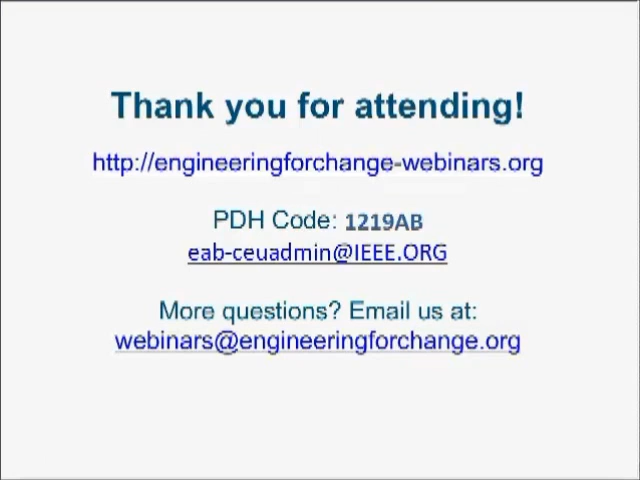 Thank you for attending!
http://engineeringforchange-webinars.org
PDH Code: 1219AB
eab-ceuadmin@IEEE.ORG
More questions? Email us at:
webinars@engineeringforchange.org